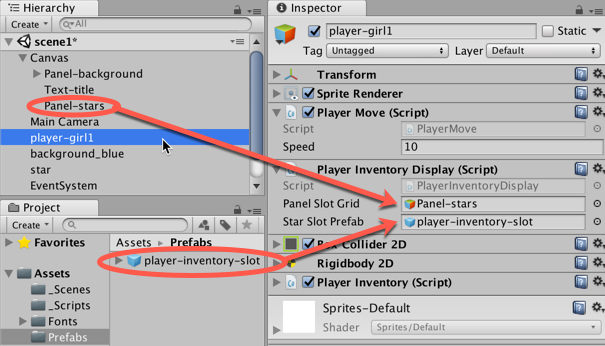 Hierarchy
Create
All
scene1*
Canvas
Panel-background
Text-title
Panel-stars
Main Camera
player-girl1
background_blue
star
EventSystem
Project
Create
Favorites
Assets
_Scenes
_Scripts
Fonts
Prefabs
Assets Prefabs
player-inventory-slot
Inspector
player-girl1 Static
Tag Untagged Layer Default
Transform
Sprite Renderer
Player Move (Script)
Script PlayerMove
Speed 10
Player Inventory Display (Script)
Script PlayerInventoryDisplay
Panel Slot Grid Panel-stars
Star Slot Prefab player-inventory-slot
Box Collider 2D
Rigidbody 2D
Player Inventory (Script)
Sprites-Default
Shader Sprites/Default